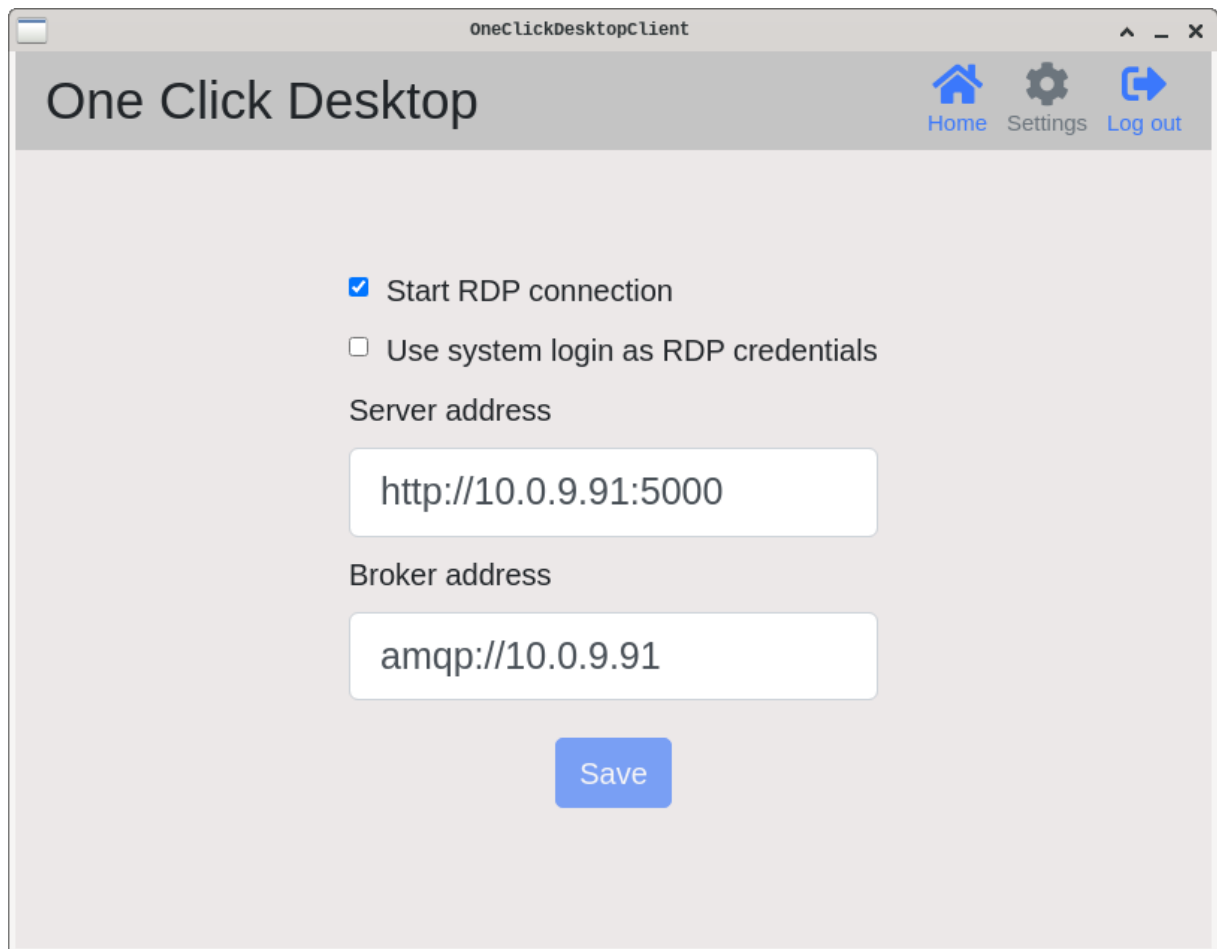 OneClickDesktopClient
One Click Desktop
Home Settings Log out
Start RDP connection
Use system login as RDP credentials
Server address
http://10.0.9.91:5000
Broker address
amqp://10.0.9.91
Save